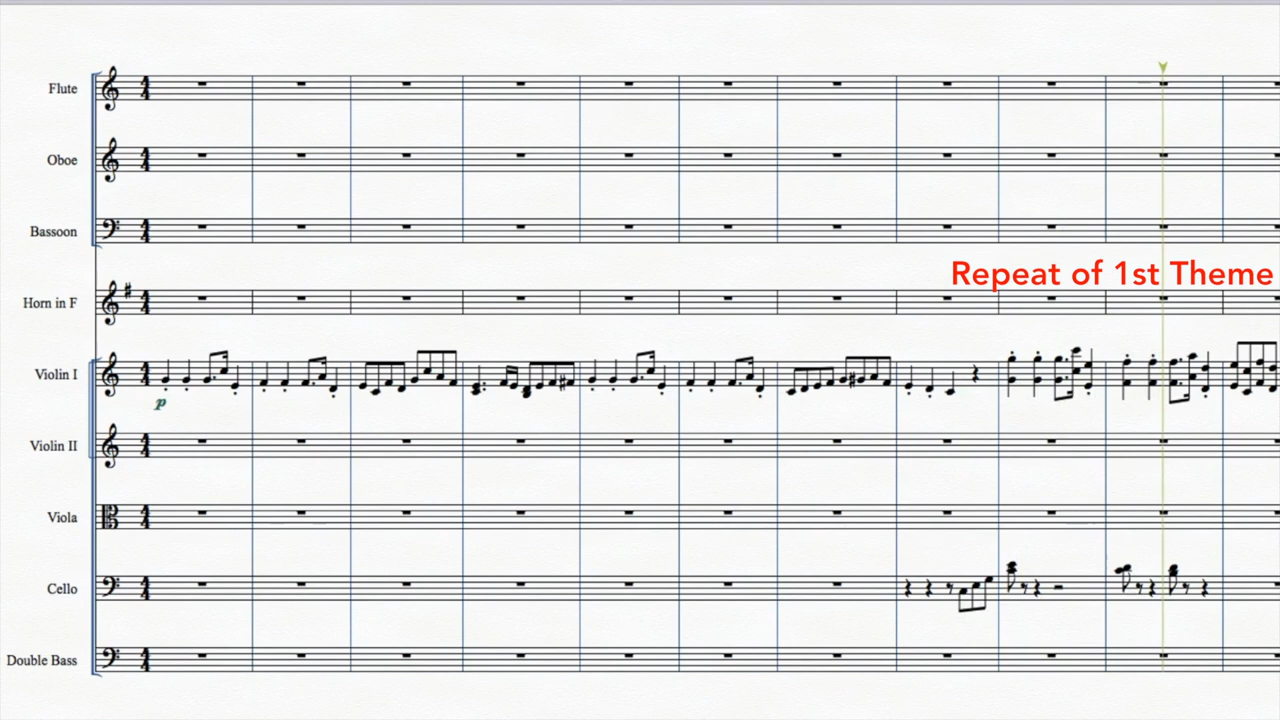 Flute
Oboe
Bassoon
Repeat of 1st Theme
Horn in F
Violin I
p
Violin II
Viola
Cello
Double Bass